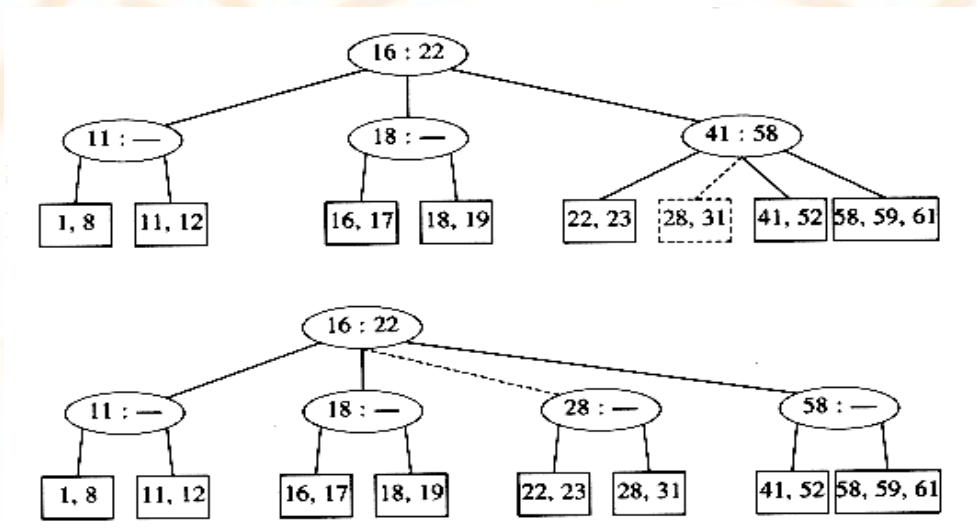 16 : 22
11 : —
18 : —
41 : 58
1, 8
11, 12
16, 17
18, 19
22, 23
28, 31
41, 52
58, 59, 61
16 : 22
11 : —
18 : —
28 : —
58 : —
1, 8
11, 12
16, 17
18, 19
22, 23
28, 31
41, 52
58, 59, 61